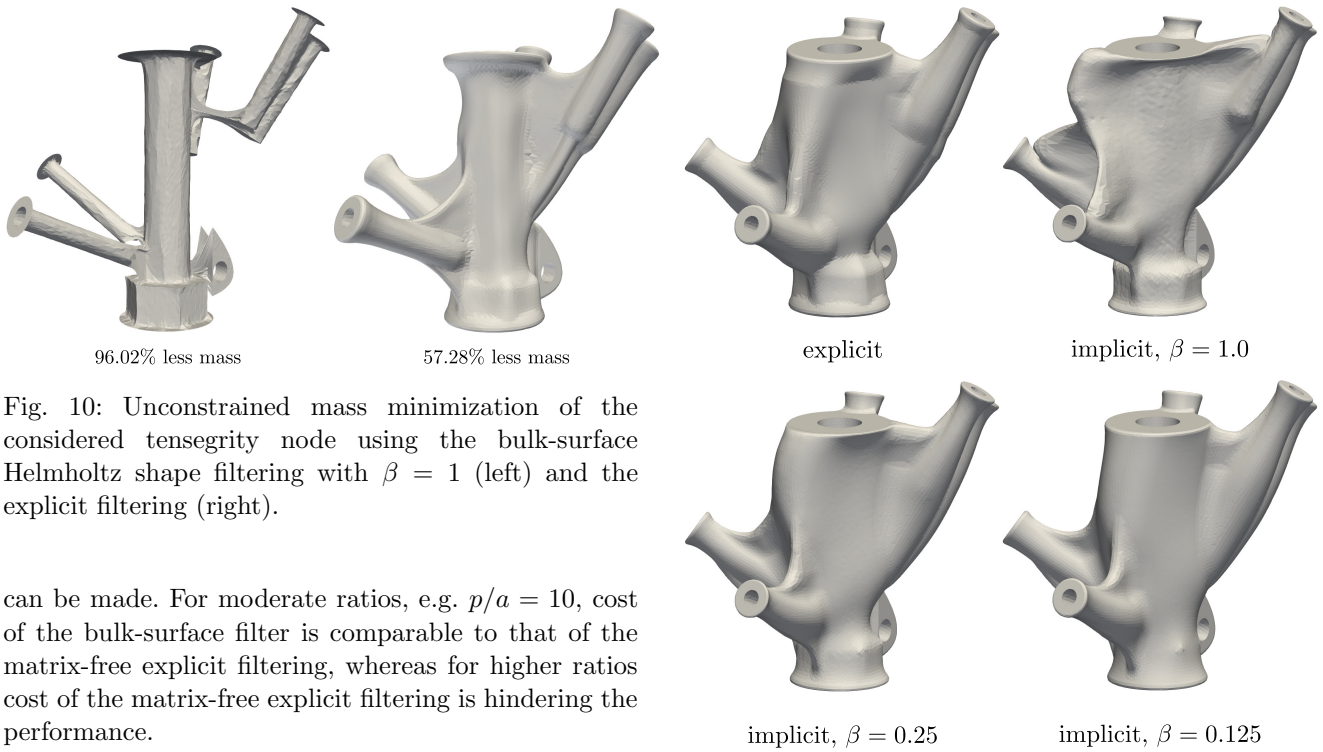 96.02% less mass
57.28% less mass
Fig. 10: Unconstrained mass minimization of the
considered tensegrity node using the bulk-surface
Helmholtz shape filtering with β = 1 (left) and the
explicit filtering (right).
can be made. For moderate ratios, e.g. p/a = 10, cost
of the bulk-surface filter is comparable to that of the
matrix-free explicit filtering, whereas for higher ratios
cost of the matrix-free explicit filtering is hindering the
performance.
explicit
implicit, β = 1.0
implicit, β = 0.25
implicit, β = 0.125